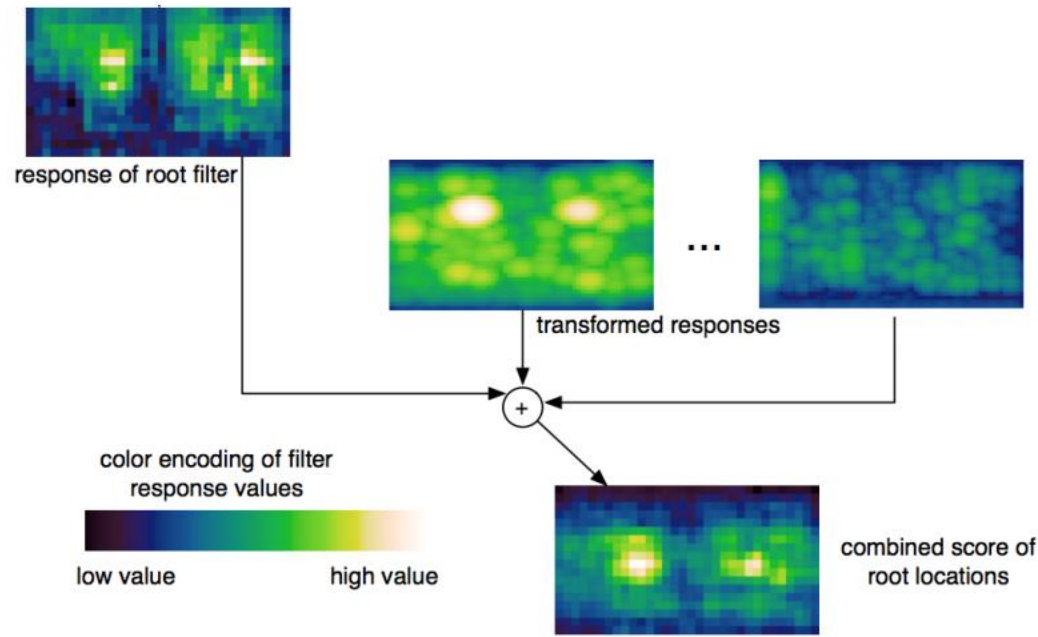 response of root filter
...
transformed responses
+
color encoding of filter
response values
low value
high value
combined score of
root locations